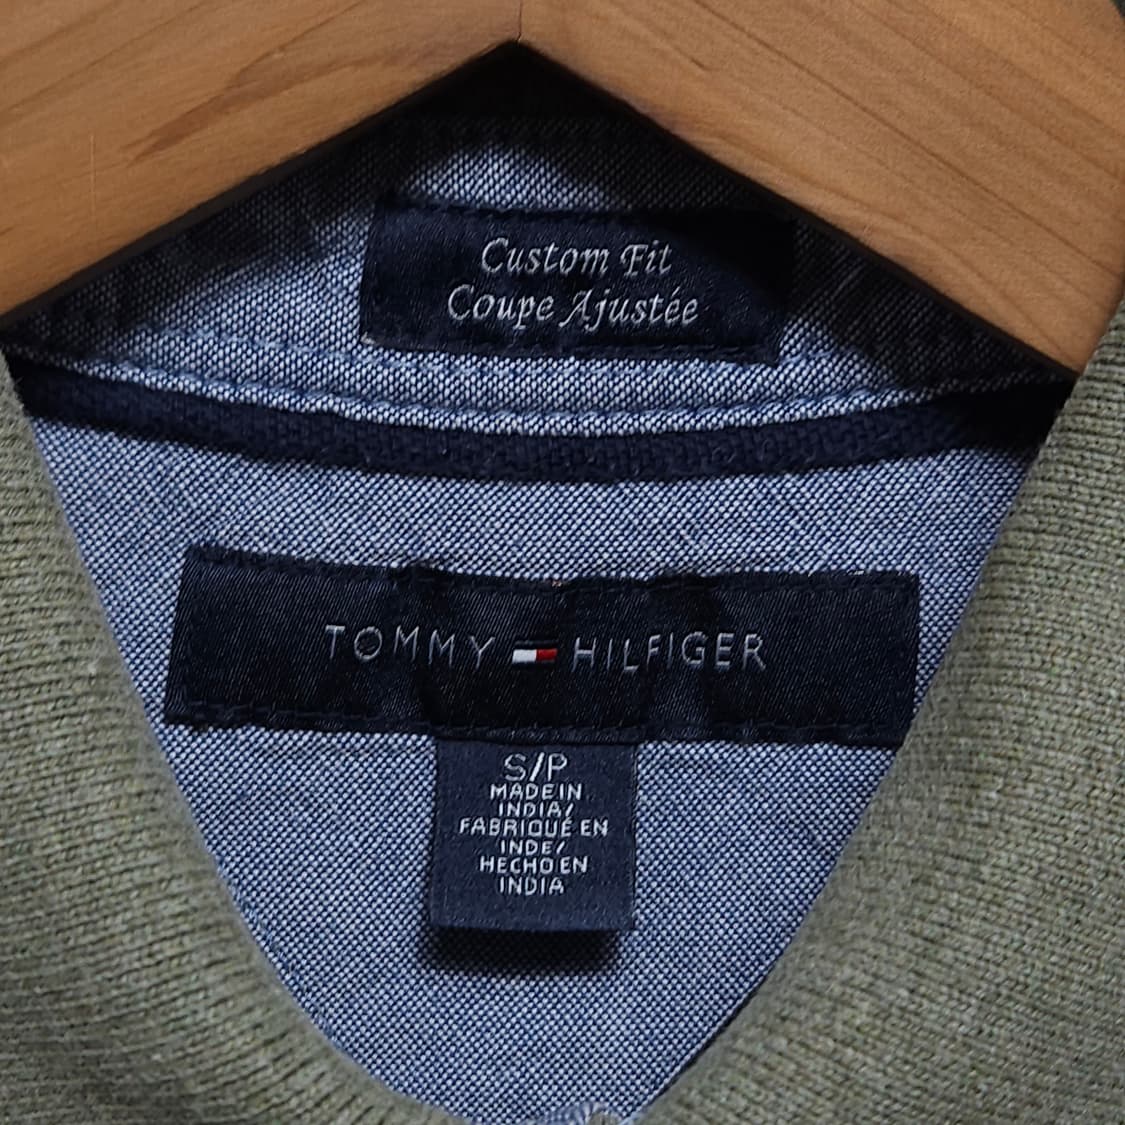 Custom Fit
Coupe Ajustée
TOMMY HILFIGER
S/P
MADE IN
INDIA/
FABRIQUÉ EN
INDE/
HECHO EN
INDIA